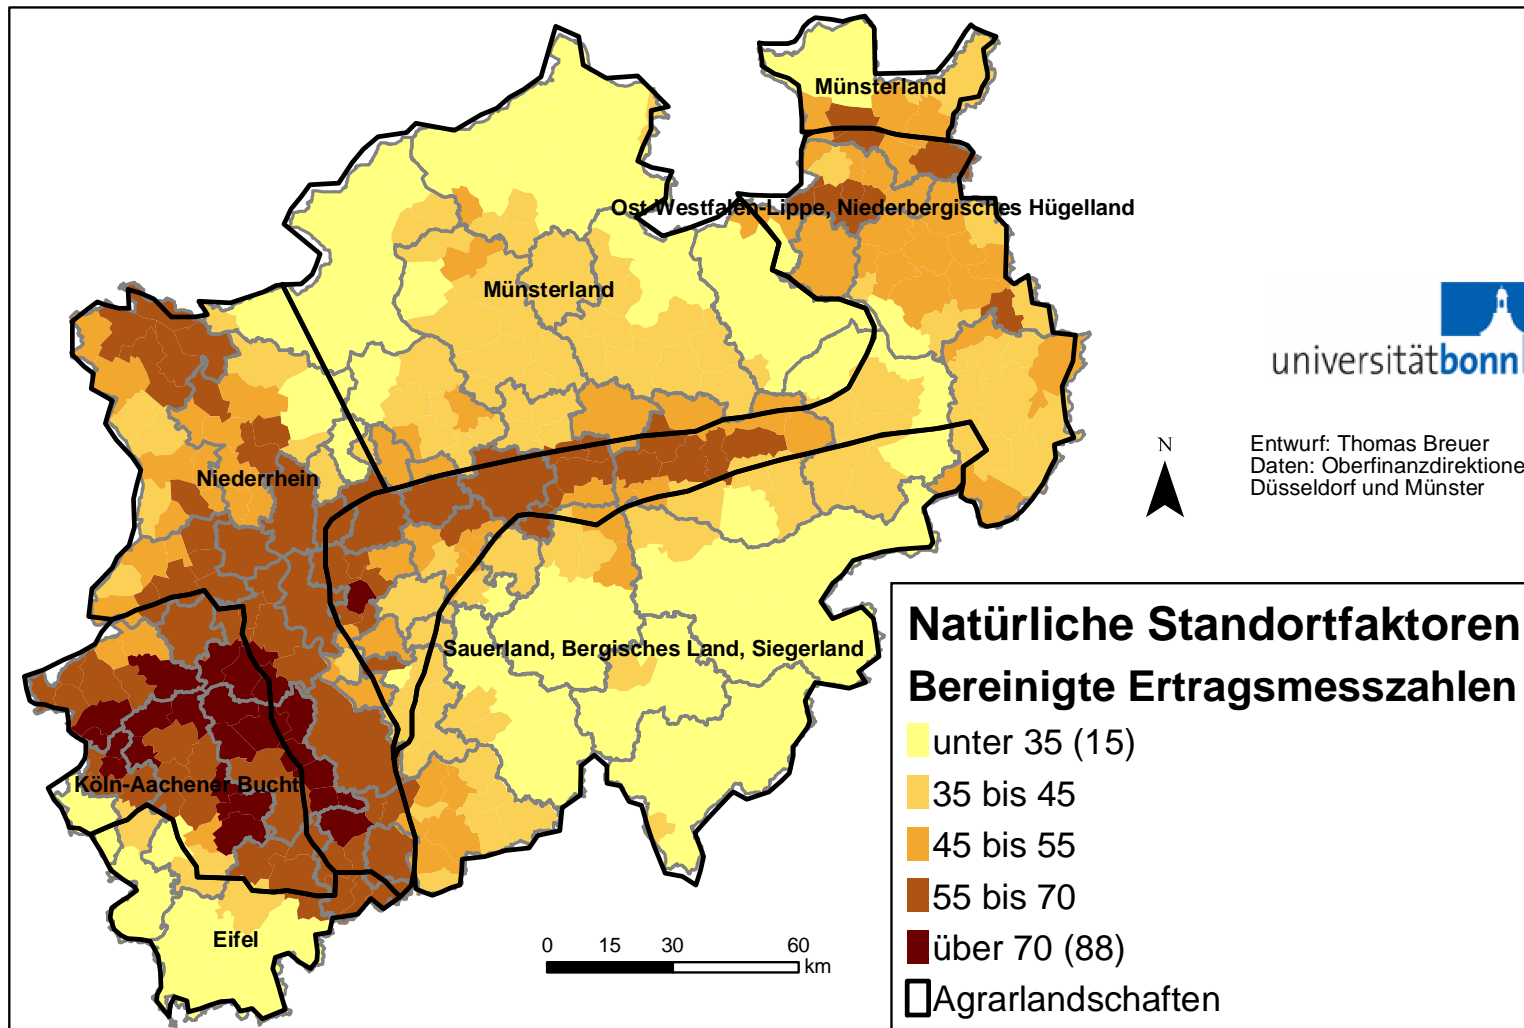 Münsterland
Ost-Westfalen-Lippe, Niederbergisches Hügelland
Münsterland
Niederrhein
Sauerland, Bergisches Land, Siegerland
Köln-Aachener Bucht
Eifel
0 15 30 60
km
universitätbonn
N
Entwurf: Thomas Breuer
Daten: Oberfinanzdirektione
Düsseldorf und Münster
Natürliche Standortfaktoren
Bereinigte Ertragsmesszahlen
unter 35 (15)
35 bis 45
45 bis 55
55 bis 70
über 70 (88)
Agrarlandschaften